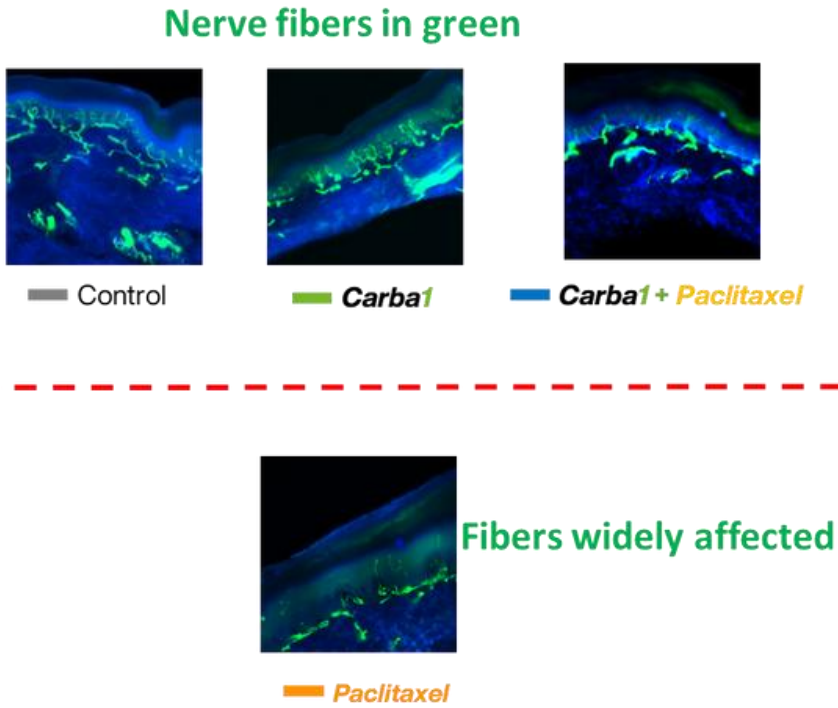 Nerve fibers in green
Control
Carba1
Carba1 + Paclitaxel
Fibers widely affected
Paclitaxel